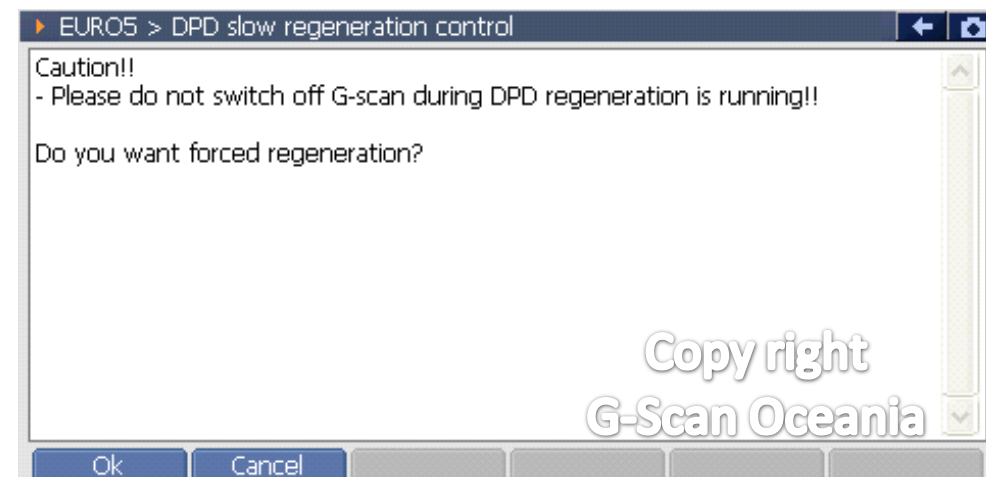 EURO5 > DPD slow regeneration control
Caution!!
- Please do not switch off G-scan during DPD regeneration is running!!
Do you want forced regeneration?
Copy right
G-Scan Oceania
Ok Cancel